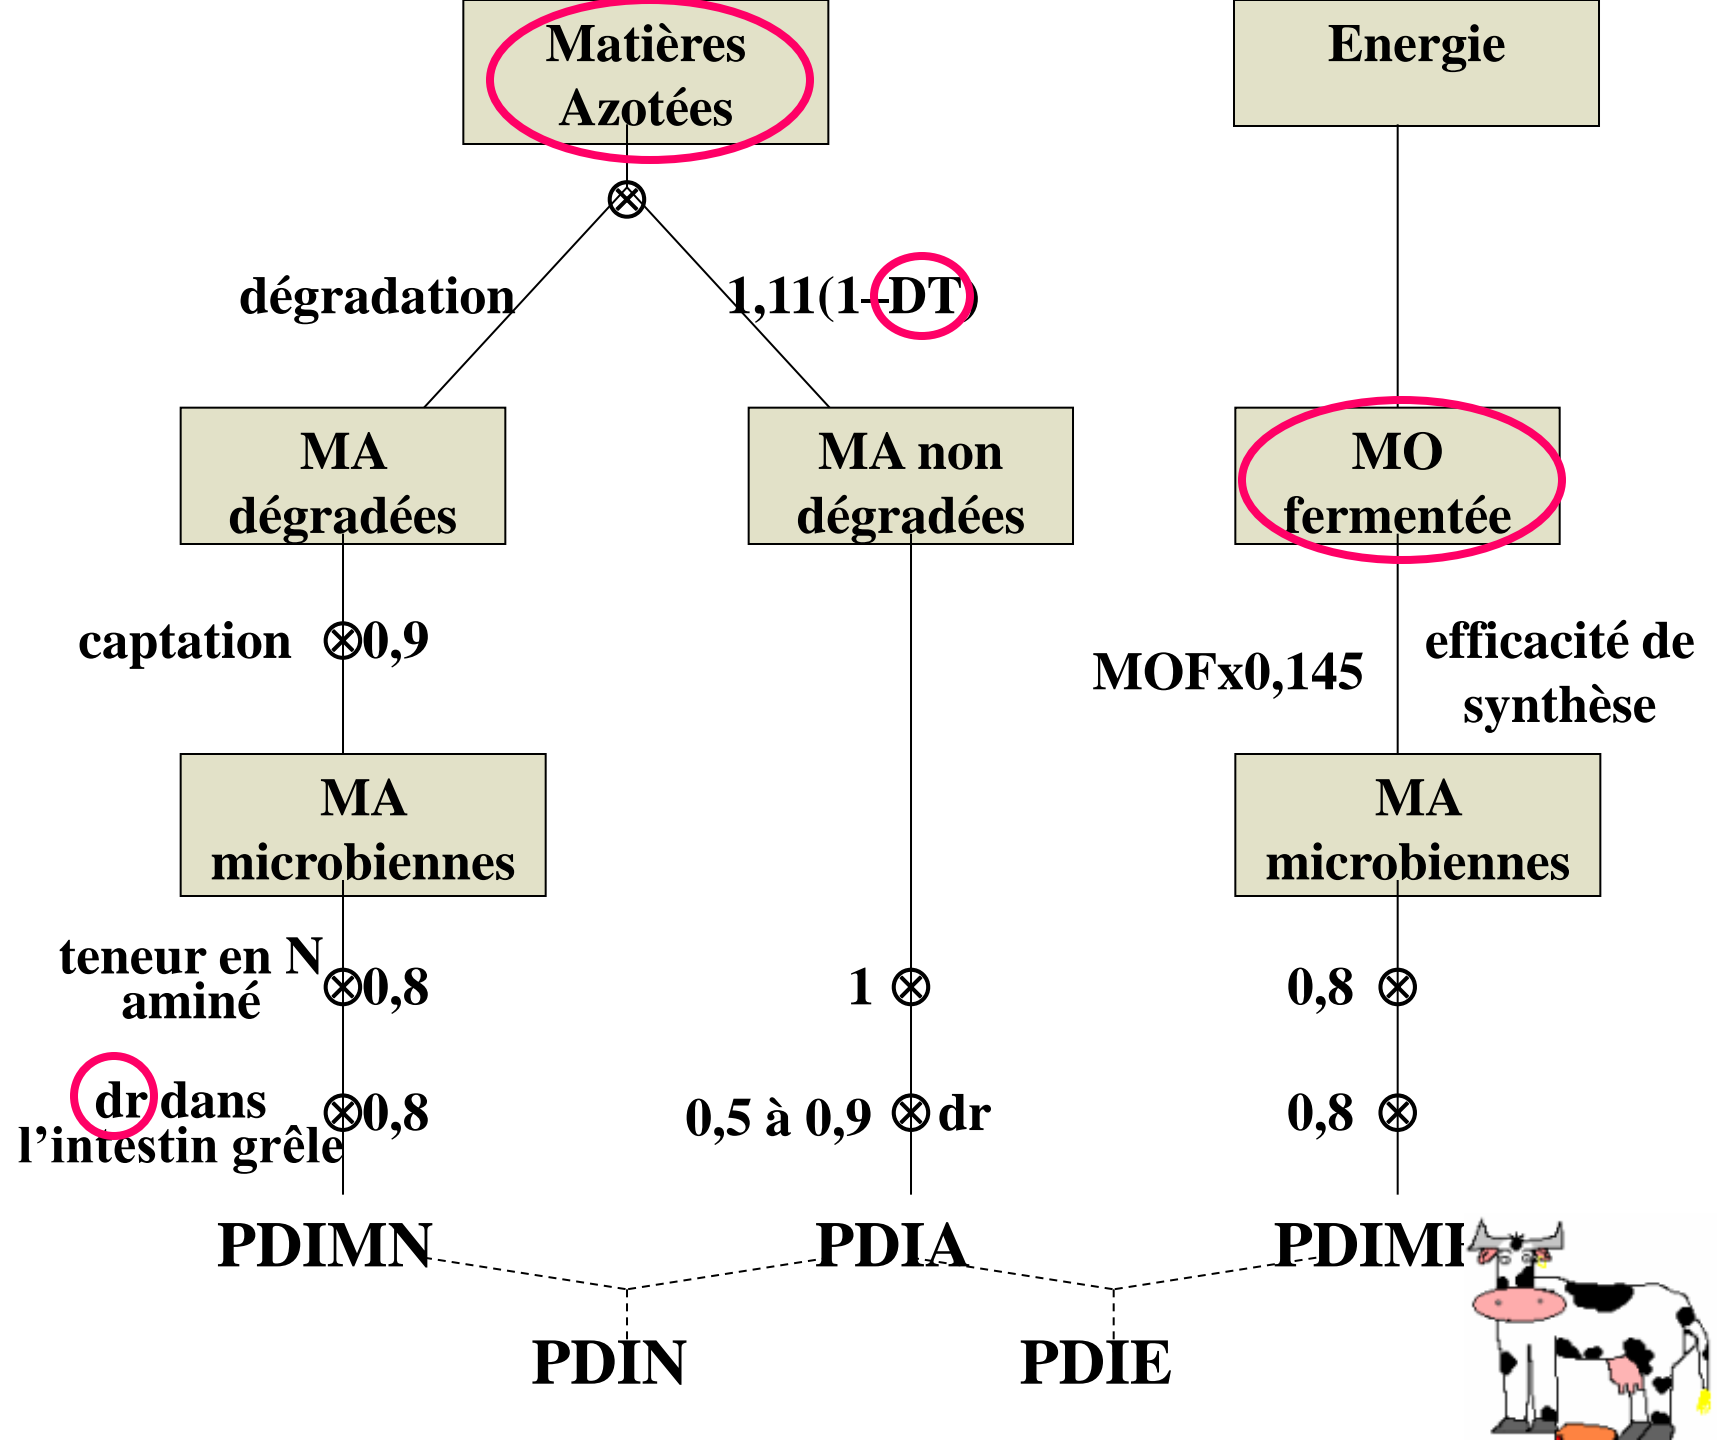 Matières
Azotées
Energie
dégradation
1,11(1–DT)
MA
dégradées
MA non
dégradées
MO
fermentée
captation
0,9
MOFx0,145
efficacité de
synthèse
MA
microbiennes
MA
microbiennes
teneur en N
aminé
0,8
1
0,8
dr dans
l’intestin grêle
0,8
0,5 à 0,9
dr
0,8
PDIMN
PDIA
PDIN
PDIE